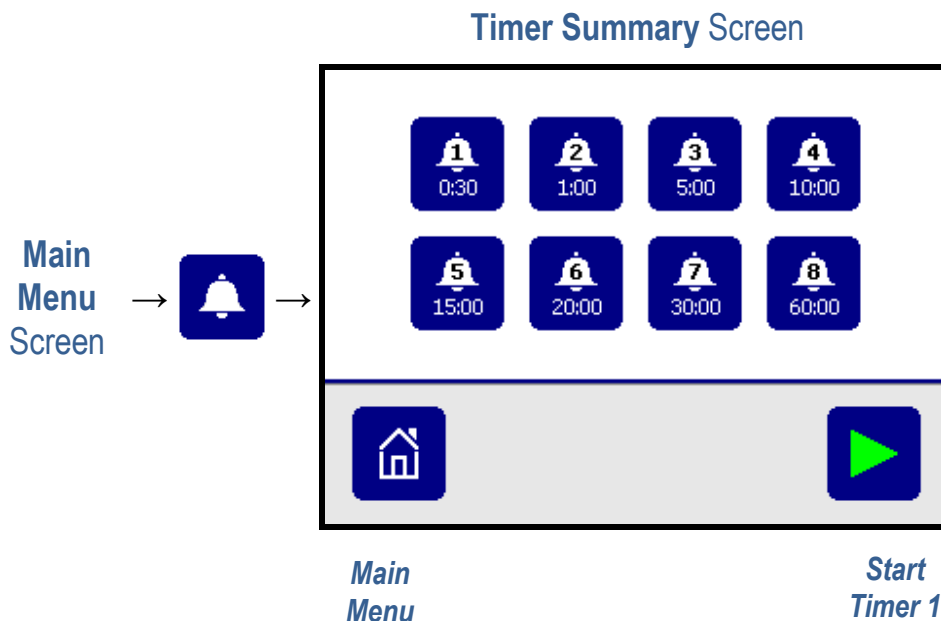 Timer Summary Screen
1 2 3 4
0:30 1:00 5:00 10:00
Main
Menu
Screen
→ →
5 6 7 8
15:00 20:00 30:00 60:00
Main
Menu
Start
Timer 1